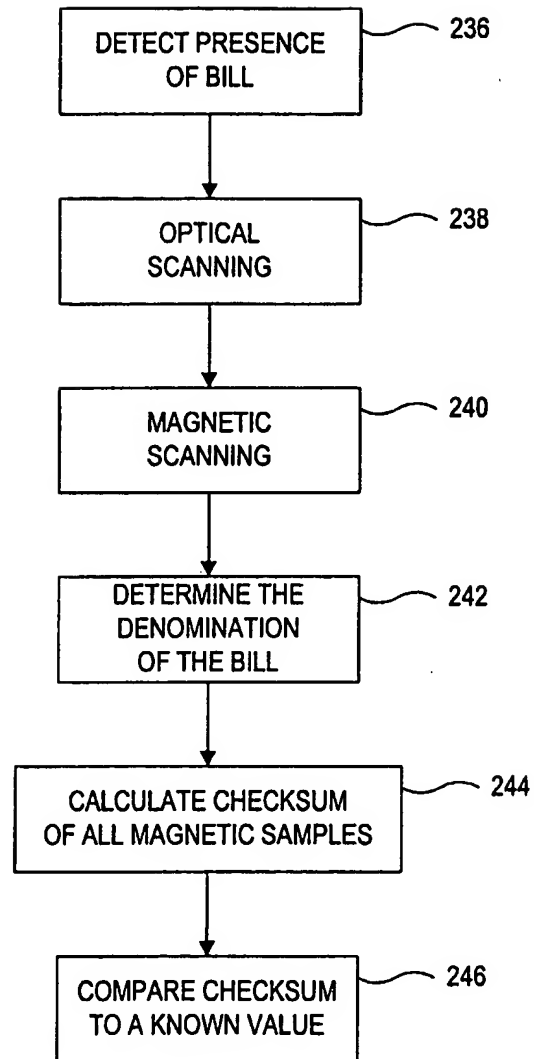 DETECT PRESENCE
OF BILL
236
OPTICAL
SCANNING
238
MAGNETIC
SCANNING
240
DETERMINE THE
DENOMINATION
OF THE BILL
242
CALCULATE CHECKSUM
OF ALL MAGNETIC SAMPLES
244
COMPARE CHECKSUM
TO A KNOWN VALUE
246